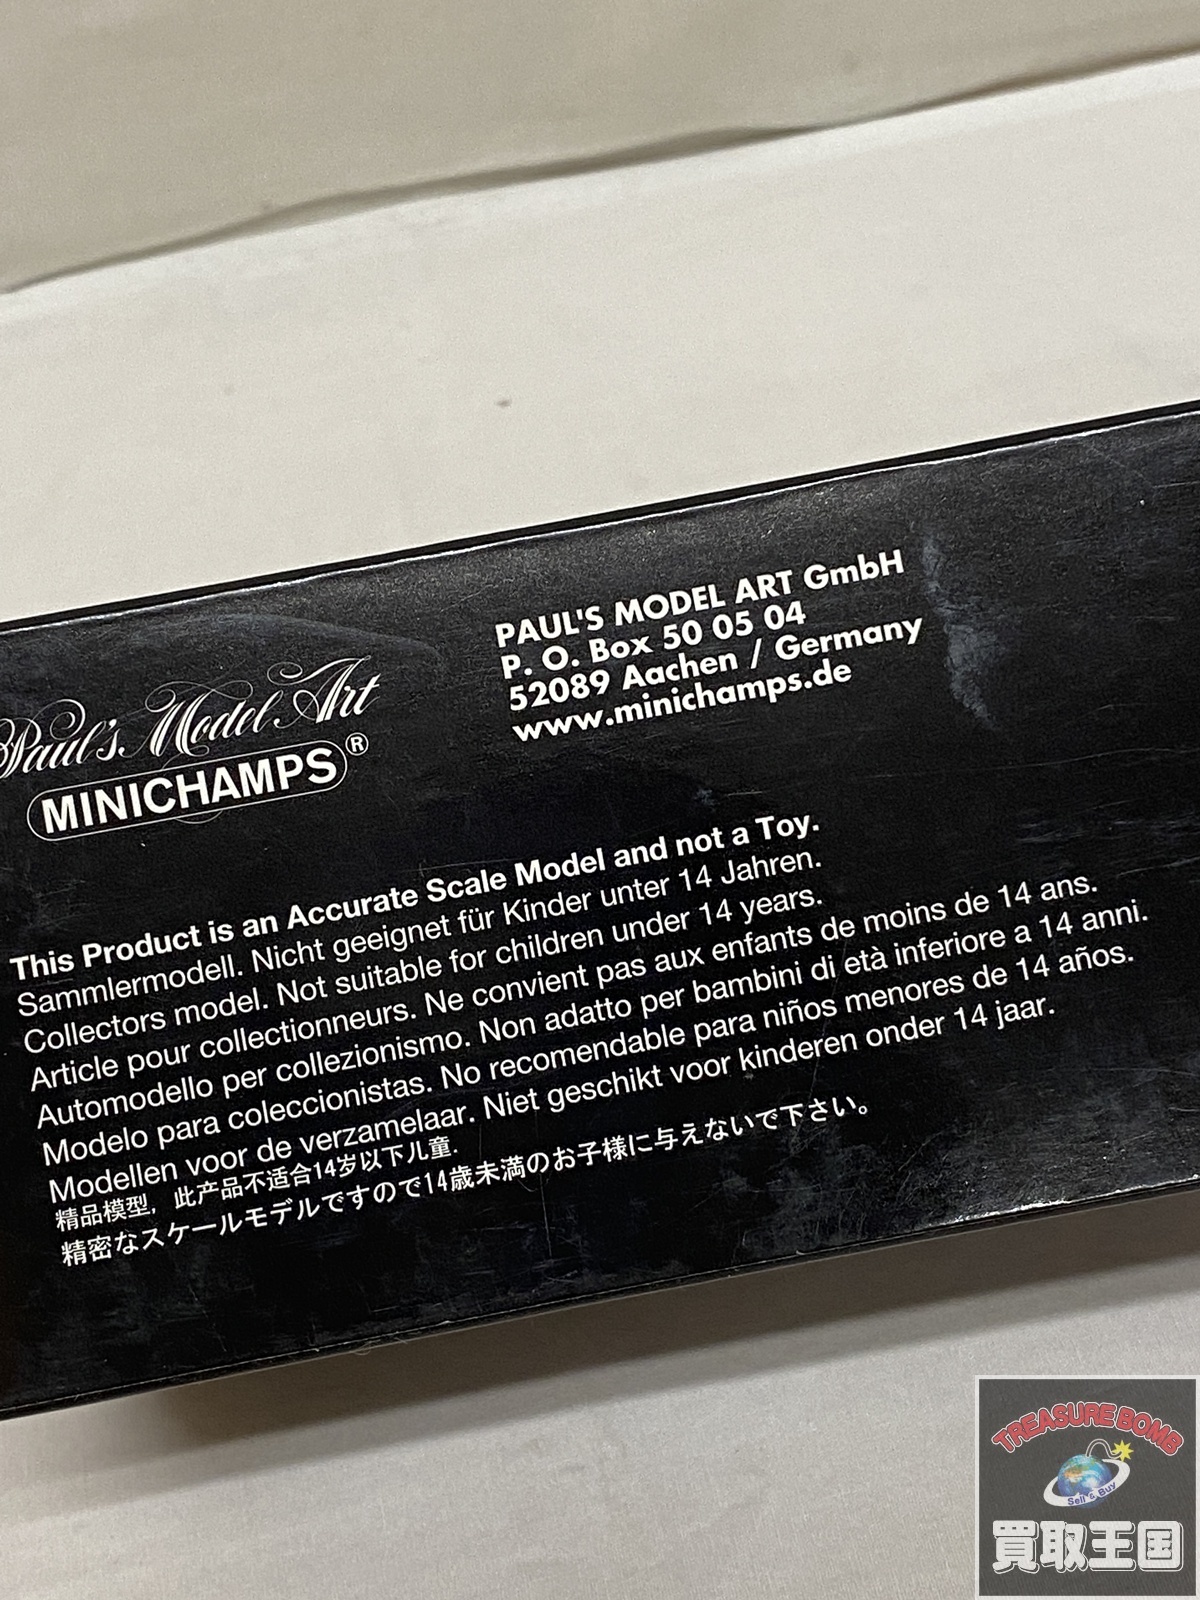 Paul's Model Art
MINICHAMPS®
PAUL'S MODEL ART GmbH
P. O. Box 50 05 04
52089 Aachen / Germany
www.minichamps.de
This Product is an Accurate Scale Model and not a Toy.
Sammlermodell. Nicht geeignet für Kinder unter 14 Jahren.
Collectors model. Not suitable for children under 14 years.
Article pour collectionneurs. Ne convient pas aux enfants de moins de 14 ans.
Automodello per collezionismo. Non adatto per bambini di età inferiore a 14 anni.
Modelo para coleccionistas. No recomendable para niños menores de 14 años.
Modellen voor de verzamelaar. Niet geschikt voor kinderen onder 14 jaar.
精品模型，此产品不适合14岁以下儿童.
精密なスケールモデルですので14歳未満のお子様に与えないで下さい。
TREASURE BOMB
Sell & Buy
買取王国